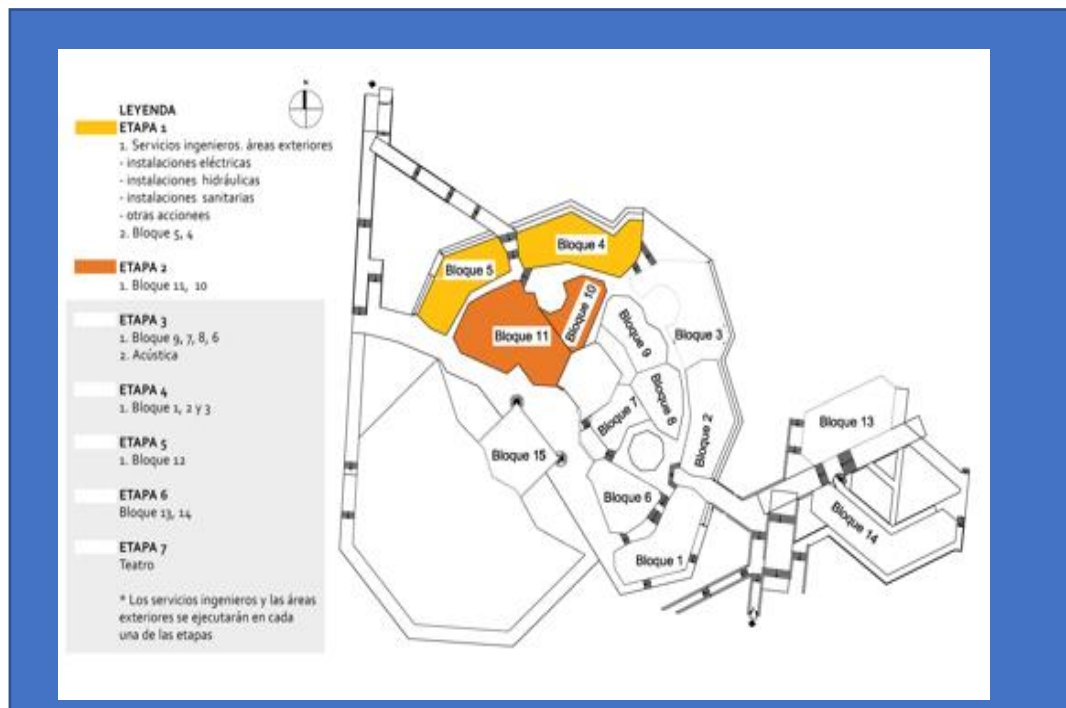 N
LEYENDA
ETAPA 1
1. Servicios ingenieros. áreas exteriores
- instalaciones eléctricas
- instalaciones hidráulicas
- instalaciones sanitarias
- otras accionees
2. Bloque 5, 4
ETAPA 2
1. Bloque 11, 10
ETAPA 3
1. Bloque 9, 7, 8, 6
2. Acústica
ETAPA 4
1. Bloque 1, 2 y 3
ETAPA 5
1. Bloque 12
ETAPA 6
Bloque 13, 14
ETAPA 7
Teatro
* Los servicios ingenieros y las áreas
exteriores se ejecutarán en cada
una de las etapas
Bloque 4
Bloque 5
Bloque 10
Bloque 11
Bloque 9
Bloque 3
Bloque 8
Bloque 7
Bloque 2
Bloque 13
Bloque 15
Bloque 6
Bloque 14
Bloque 1